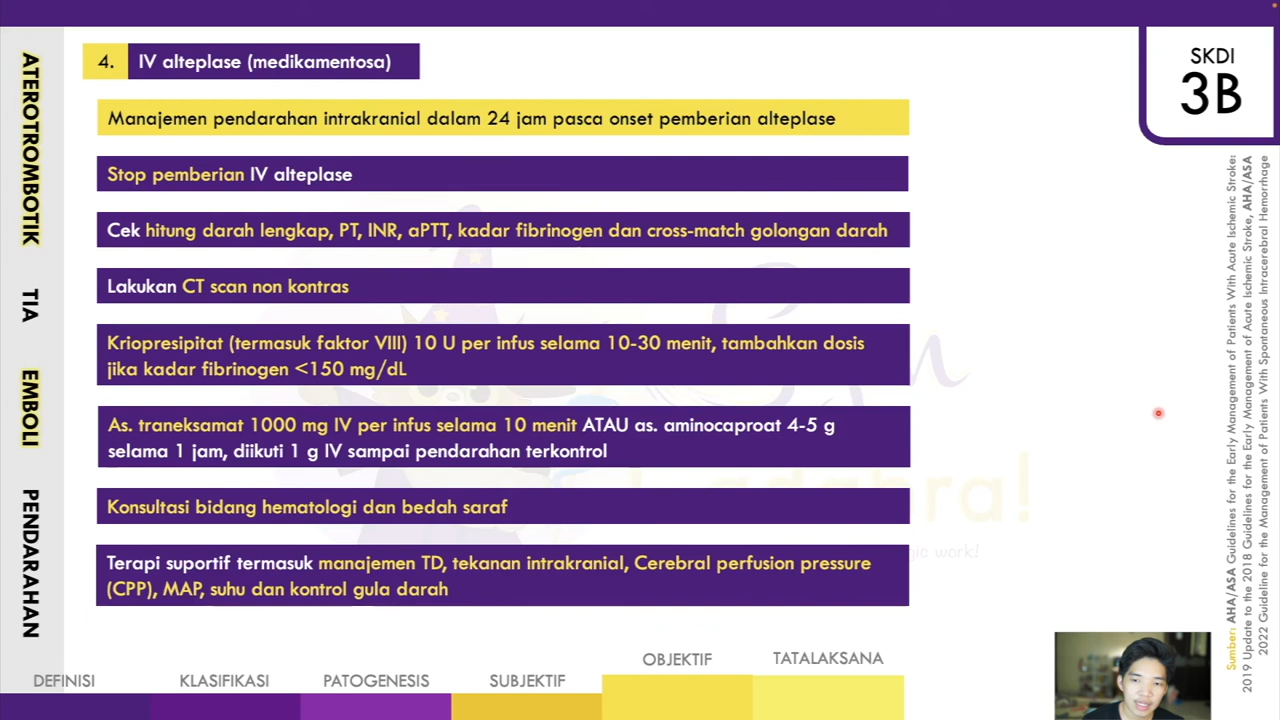 4.
IV alteplase (medikamentosa)
Manajemen pendarahan intrakranial dalam 24 jam pasca onset pemberian alteplase
Stop pemberian IV alteplase
Cek hitung darah lengkap, PT, INR, aPTT, kadar fibrinogen dan cross-match golongan darah
Lakukan CT scan non kontras
Kriopresipitat (termasuk faktor VIII) 10 U per infus selama 10-30 menit, tambahkan dosis
jika kadar fibrinogen <150 mg/dL
As. traneksamat 1000 mg IV per infus selama 10 menit ATAU as. aminocaproat 4-5 g
selama 1 jam, diikuti 1 g IV sampai pendarahan terkontrol
Konsultasi bidang hematologi dan bedah saraf
Terapi suportif termasuk manajemen TD, tekanan intrakranial, Cerebral perfusion pressure
(CPP), MAP, suhu dan kontrol gula darah
ATEROTROMBOTIK
TIA
EMBOLI
PENDARAHAN
SKDI
3B
Sumber: AHA/ASA Guidelines for the Early Management of Patients With Acute Ischemic Stroke:
2019 Update to the 2018 Guidelines for the Early Management of Acute Ischemic Stroke, AHA/ASA
2022 Guideline for the Management of Patients With Spontaneous Intracerebral Hemorrhage
DEFINISI
KLASIFIKASI
PATOGENESIS
SUBJEKTIF
OBJEKTIF
TATALAKSANA